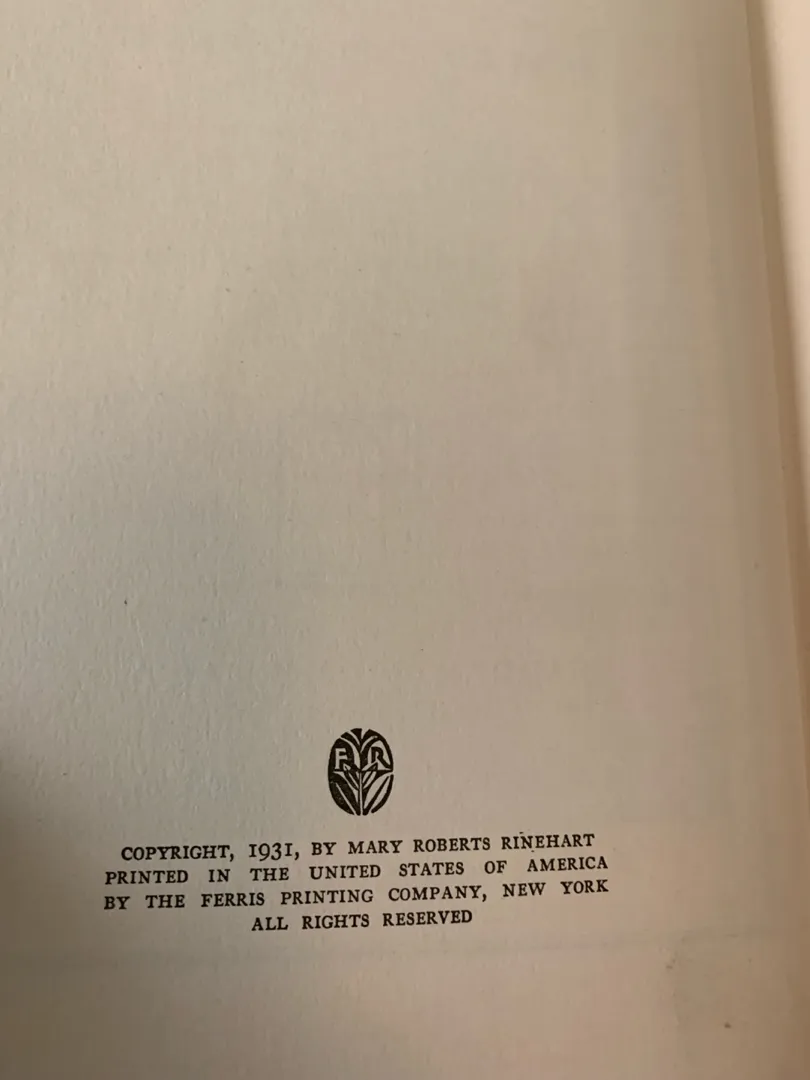 FR
COPYRIGHT, 1931, BY MARY ROBERTS RINEHART
PRINTED IN THE UNITED STATES OF AMERICA
BY THE FERRIS PRINTING COMPANY, NEW YORK
ALL RIGHTS RESERVED